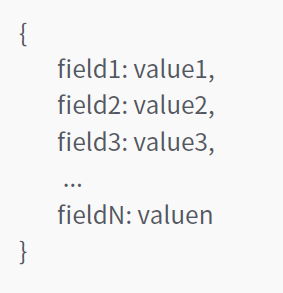 {
field1: value1,
field2: value2,
field3: value3,
...
fieldN: valuen
}